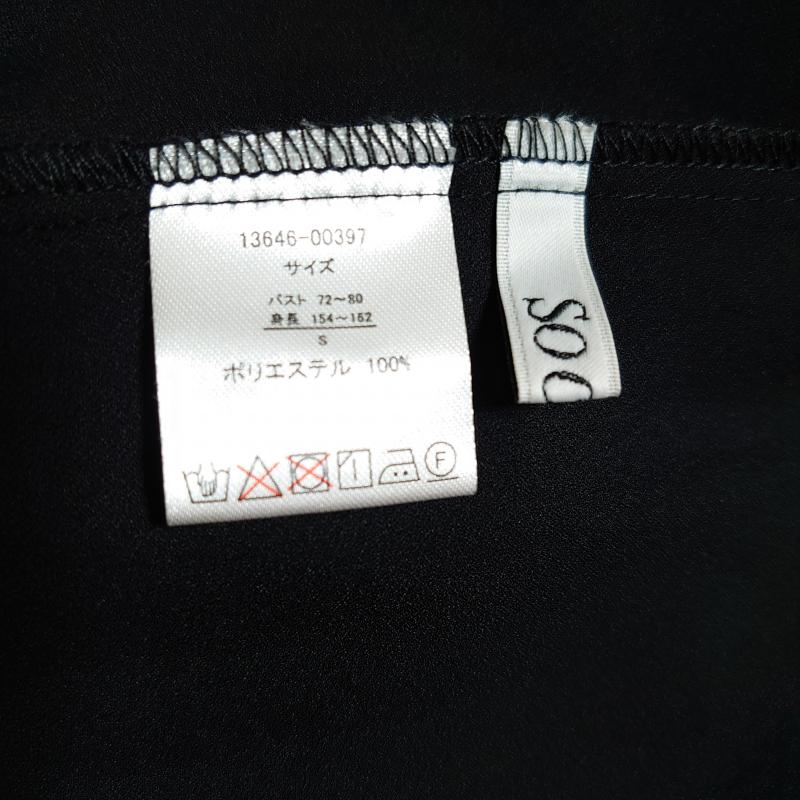 13646-00397
サイズ
バスト 72～80
身長 154～162
S
ポリエステル 100%
F
SO